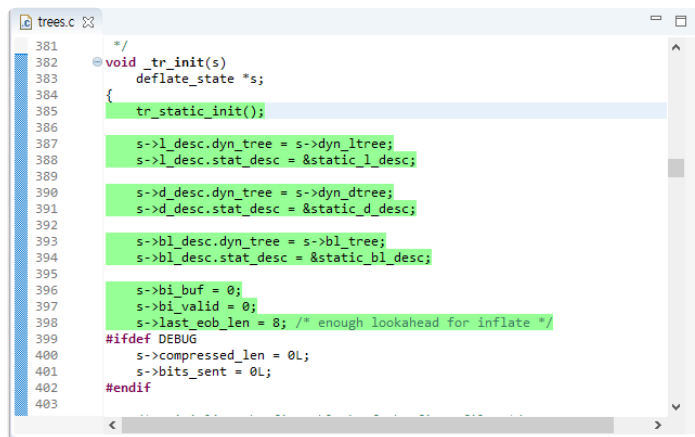 trees.c
381 */
382 void _tr_init(s)
383 deflate_state *s;
384 {
385 tr_static_init();
386
387 s->l_desc.dyn_tree = s->dyn_ltree;
388 s->l_desc.stat_desc = &static_l_desc;
389
390 s->d_desc.dyn_tree = s->dyn_dtree;
391 s->d_desc.stat_desc = &static_d_desc;
392
393 s->bl_desc.dyn_tree = s->bl_tree;
394 s->bl_desc.stat_desc = &static_bl_desc;
395
396 s->bi_buf = 0;
397 s->bi_valid = 0;
398 s->last_eob_len = 8; /* enough lookahead for inflate */
399 #ifdef DEBUG
400 s->compressed_len = 0L;
401 s->bits_sent = 0L;
402 #endif
403